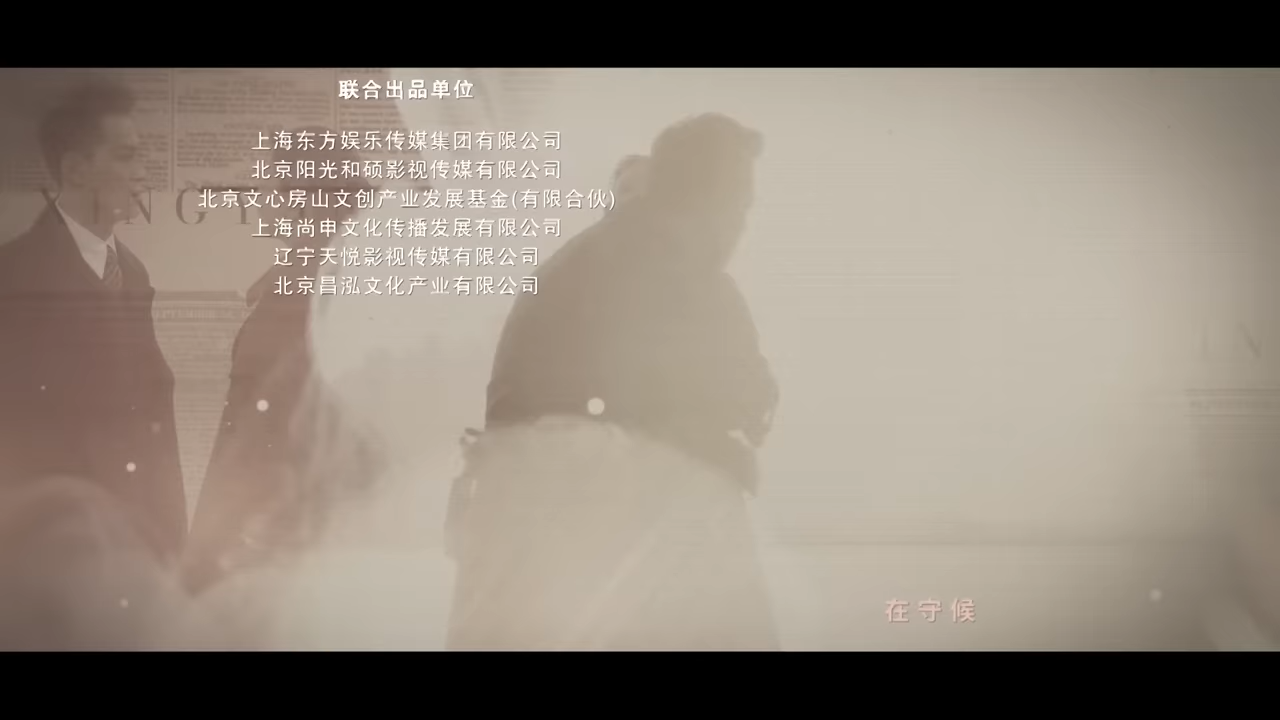 联合出品单位
上海东方娱乐传媒集团有限公司
北京阳光和硕影视传媒有限公司
北京文心房山文创产业发展基金(有限合伙)
上海尚申文化传播发展有限公司
辽宁天悦影视传媒有限公司
北京昌泓文化产业有限公司
在守候